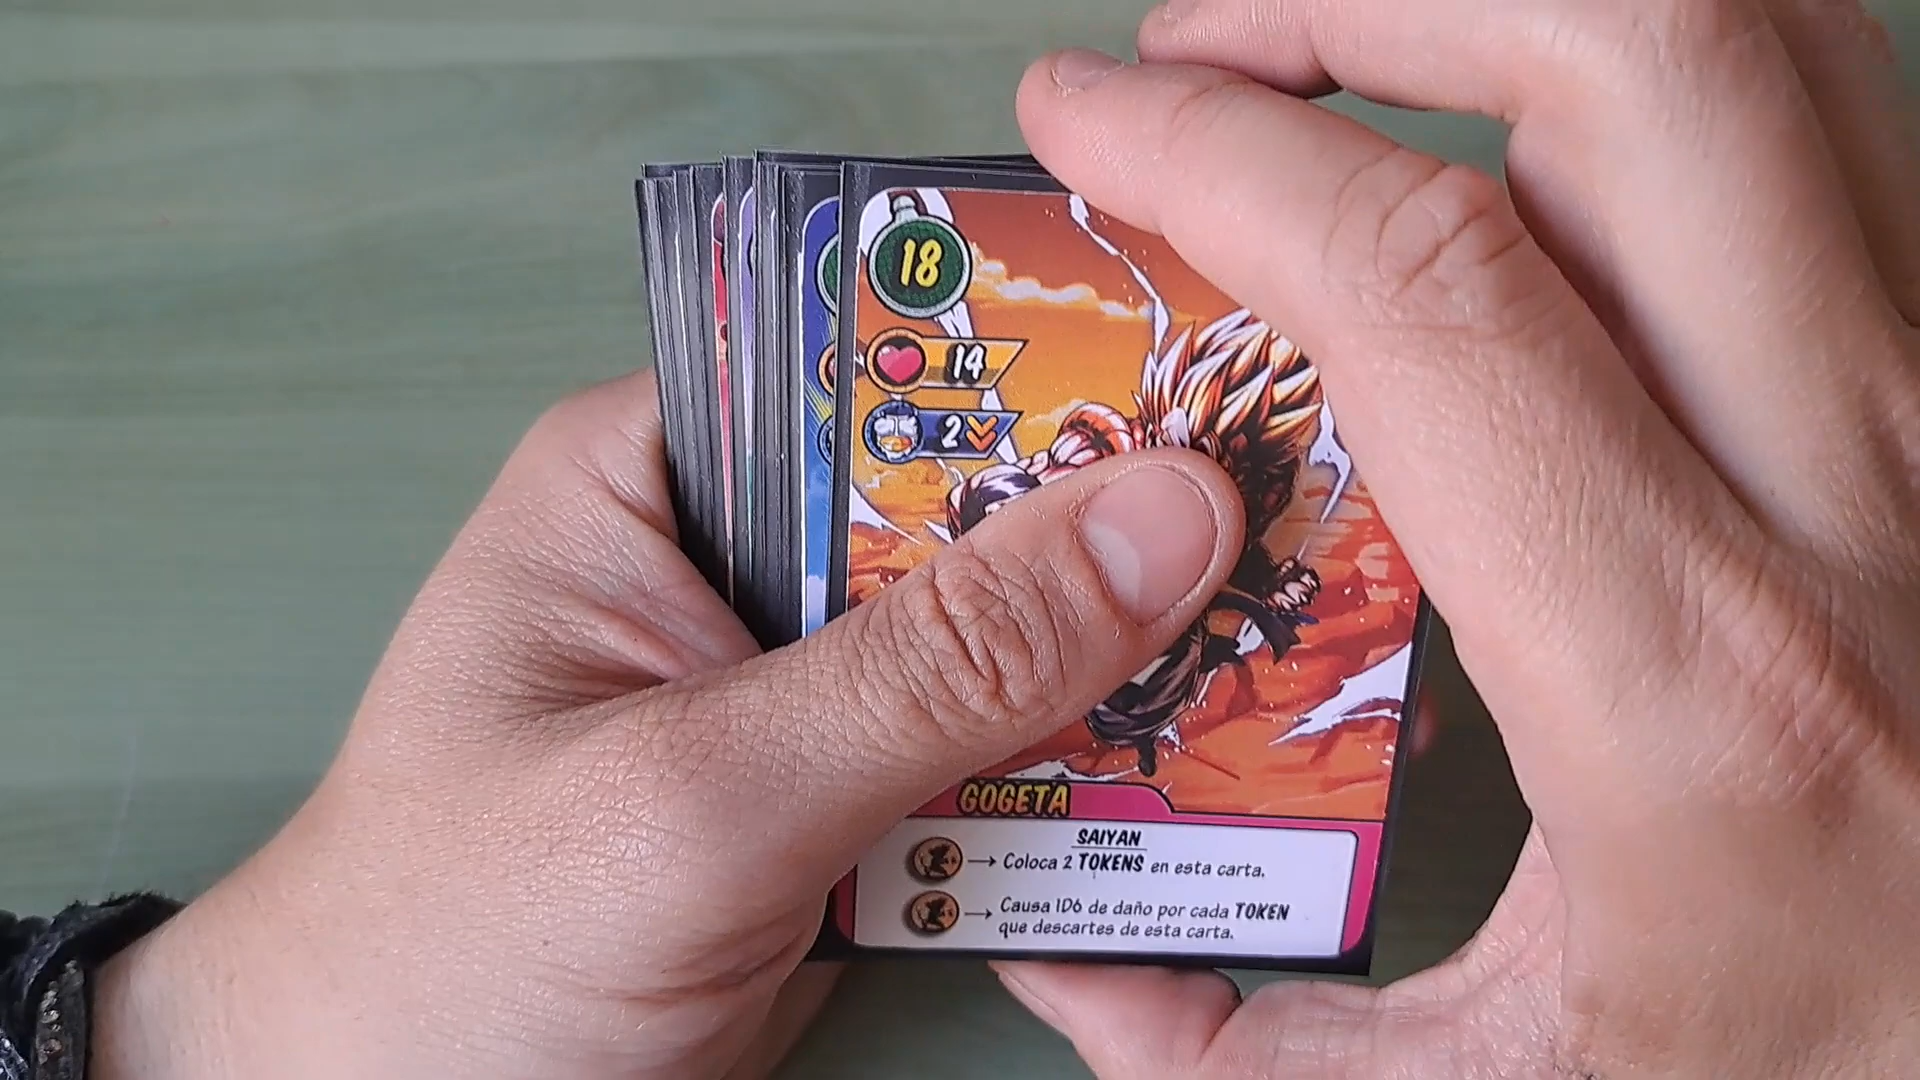 18
14
2
GOGETA
SAIYAN
Coloca 2 TOKENS en esta carta.
Causa 1D6 de daño por cada TOKEN
que descartes de esta carta.